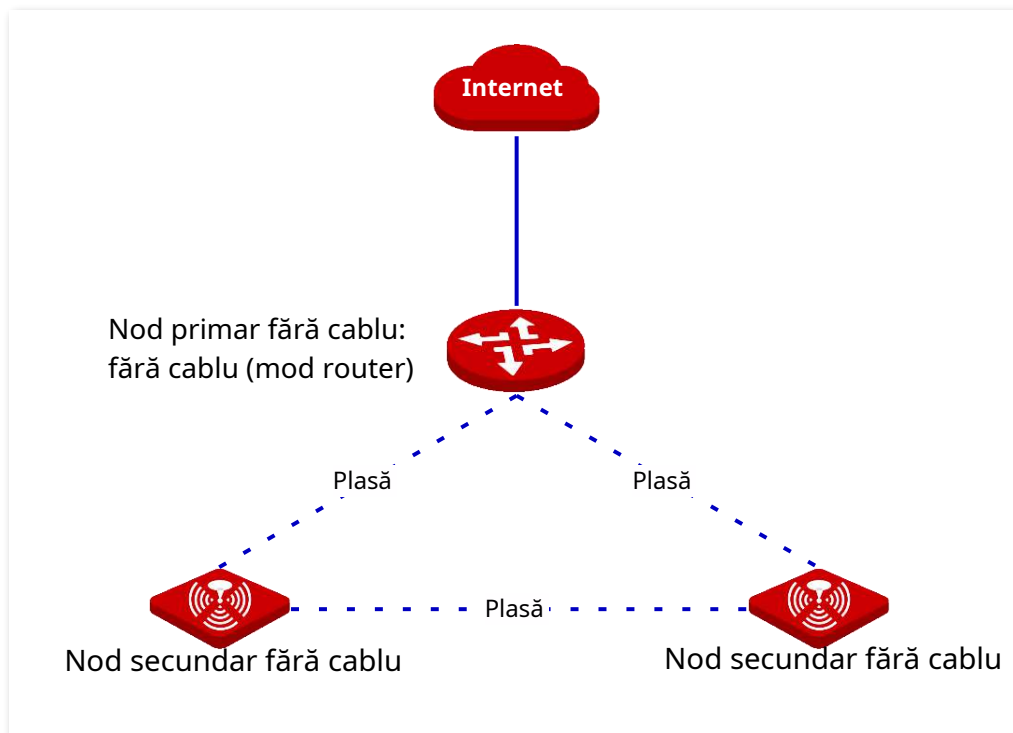 Internet
Nod primar fără cablu:
fără cablu (mod router)
Plasă
Plasă
Plasă
Nod secundar fără cablu
Nod secundar fără cablu